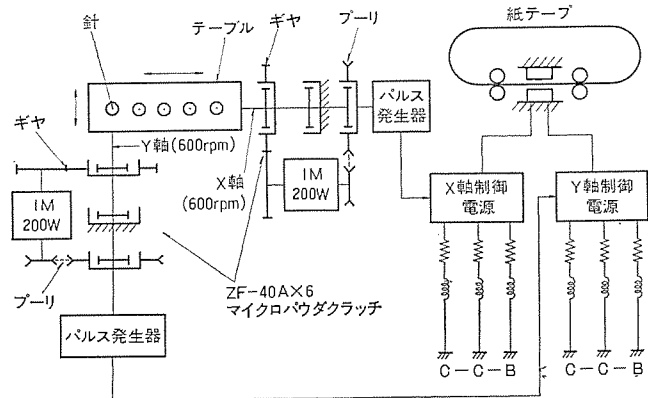 針
テーブル
ギヤ
プーリ
紙テープ
パルス
発生器
ギヤ
Y軸(600rpm)
X軸
(600rpm)
IM
200W
IM
200W
X軸制御
電源
Y軸制御
電源
プーリ
ZF-40A×6
マイクロパウダクラッチ
パルス発生器
C-C-B
C-C-B